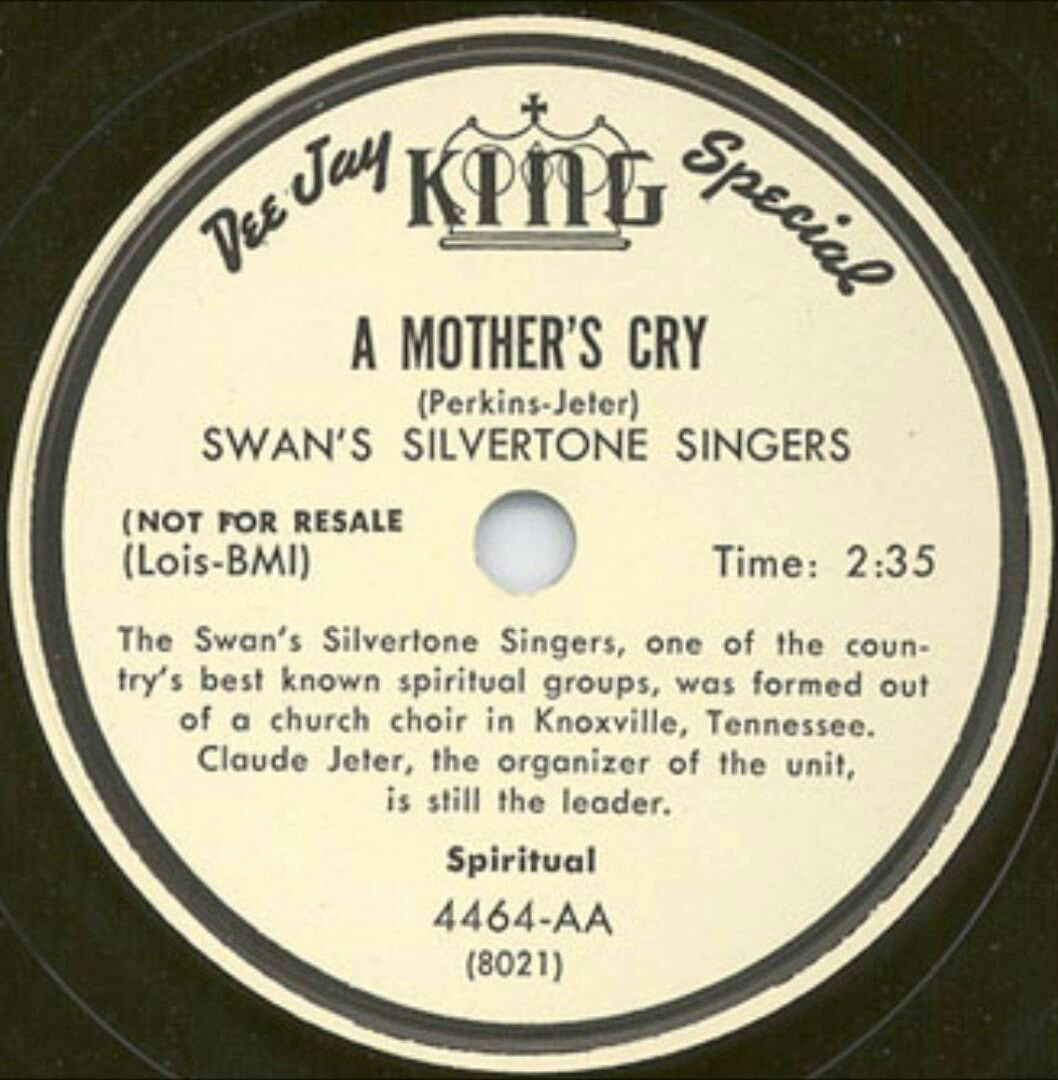 Dee Jay KING Special
A MOTHER'S CRY
(Perkins-Jeter)
SWAN'S SILVERTONE SINGERS
(NOT FOR RESALE
(Lois-BMI) Time: 2:35
The Swan's Silvertone Singers, one of the coun-
try's best known spiritual groups, was formed out
of a church choir in Knoxville, Tennessee.
Claude Jeter, the organizer of the unit,
is still the leader.
Spiritual
4464-AA
(8021)